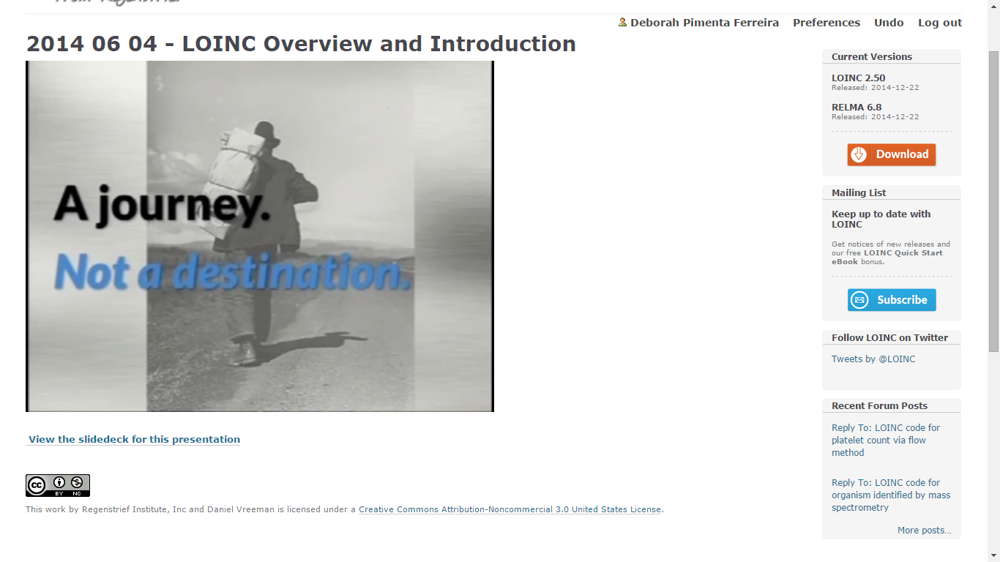 Deborah Pimenta Ferreira Preferences Undo Log out
2014 06 04 - LOINC Overview and Introduction
A journey.
Not a destination.
View the slidedeck for this presentation
CC BY NC
This work by Regenstrief Institute, Inc and Daniel Vreeman is licensed under a Creative Commons Attribution-Noncommercial 3.0 United States License.
Current Versions
LOINC 2.50
Released: 2014-12-22
RELMA 6.8
Released: 2014-12-22
Download
Mailing List
Keep up to date with
LOINC
Get notices of new releases and
our free LOINC Quick Start
eBook bonus.
Subscribe
Follow LOINC on Twitter
Tweets by @LOINC
Recent Forum Posts
Reply To: LOINC code for
platelet count via flow
method
Reply To: LOINC code for
organism identified by mass
spectrometry
More posts…